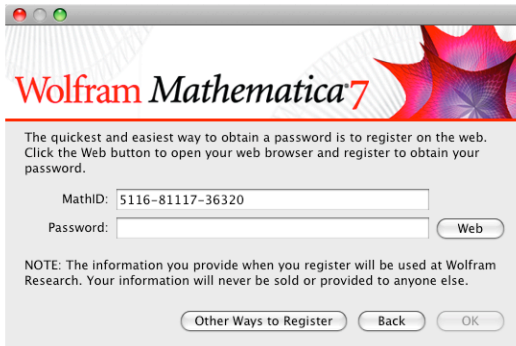 Wolfram Mathematica 7
The quickest and easiest way to obtain a password is to register on the web.
Click the Web button to open your web browser and register to obtain your
password.
MathID: 5116-81117-36320
Password: Web
NOTE: The information you provide when you register will be used at Wolfram
Research. Your information will never be sold or provided to anyone else.
Other Ways to Register Back OK